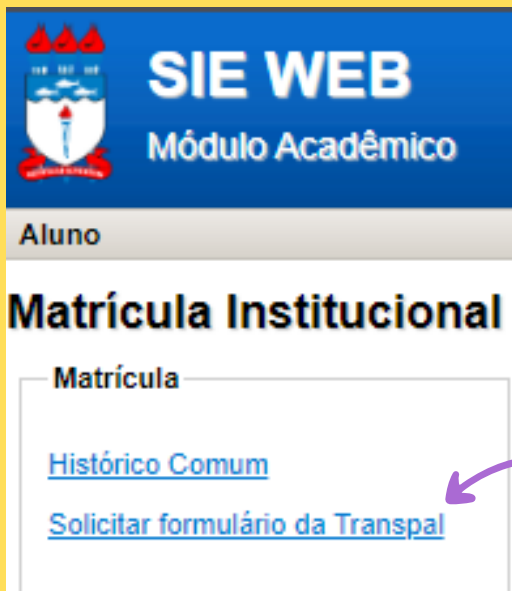 SIE WEB
Módulo Acadêmico
Aluno
Matrícula Institucional
Matrícula
Histórico Comum
Solicitar formulário da Transpal